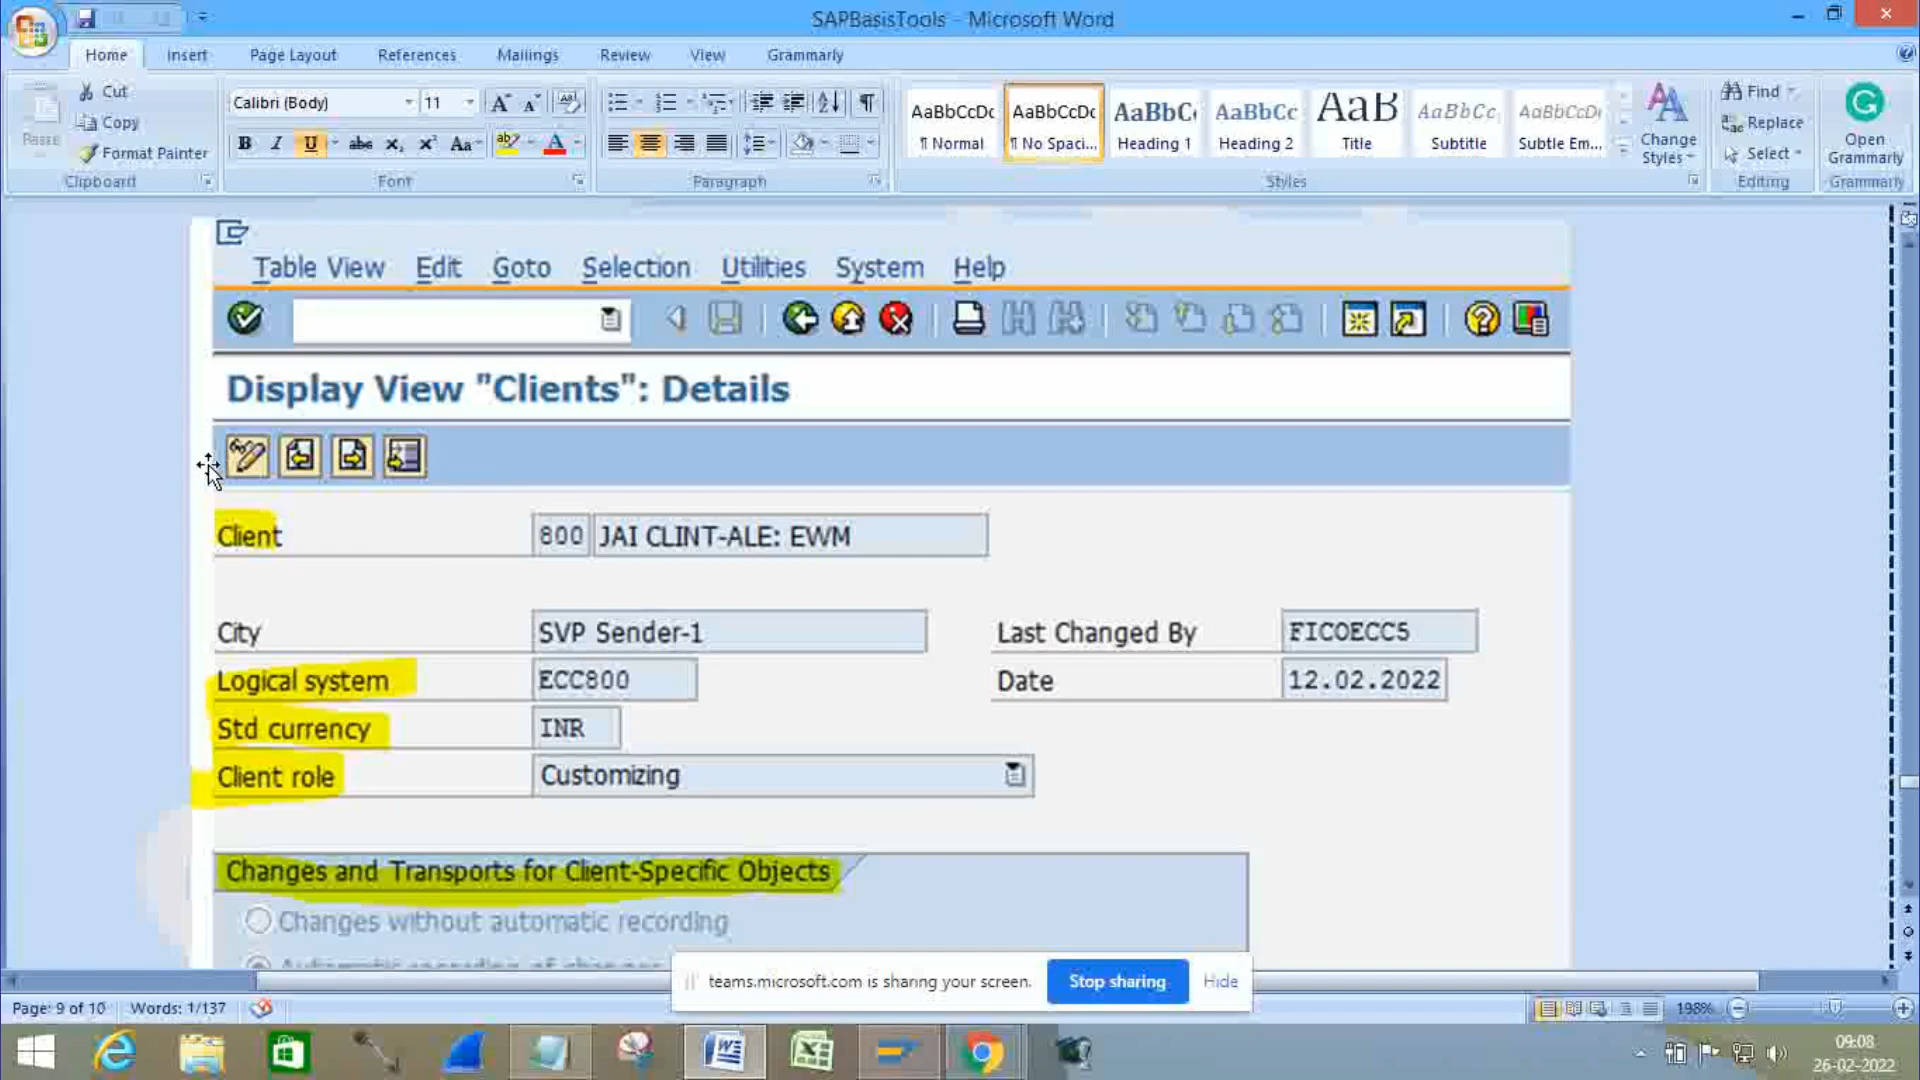 SAPBasisTools - Microsoft Word
Home Insert Page Layout References Mailings Review View Grammarly
Paste
Cut
Copy
Format Painter
Clipboard
Calibri (Body) 11
Font
Paragraph
AaBbCcDc AaBbCcDc AaBbC AaBbCc AaB AaBbCc. AaBbCcDi
¶ Normal ¶ No Spaci... Heading 1 Heading 2 Title Subtitle Subtle Em...
Styles
Change
Styles
Find
Replace
Select
Editing
Open
Grammarly
Grammarly
Table View Edit Goto Selection Utilities System Help
Display View "Clients": Details
Client 800 JAI CLINT-ALE: EWM
City SVP Sender-1 Last Changed By FICOECC5
Logical system ECC800 Date 12.02.2022
Std currency INR
Client role Customizing
Changes and Transports for Client-Specific Objects
Changes without automatic recording
teams.microsoft.com is sharing your screen. Stop sharing Hide
Page: 9 of 10 Words: 1/137 198%
09:08
26-02-2022